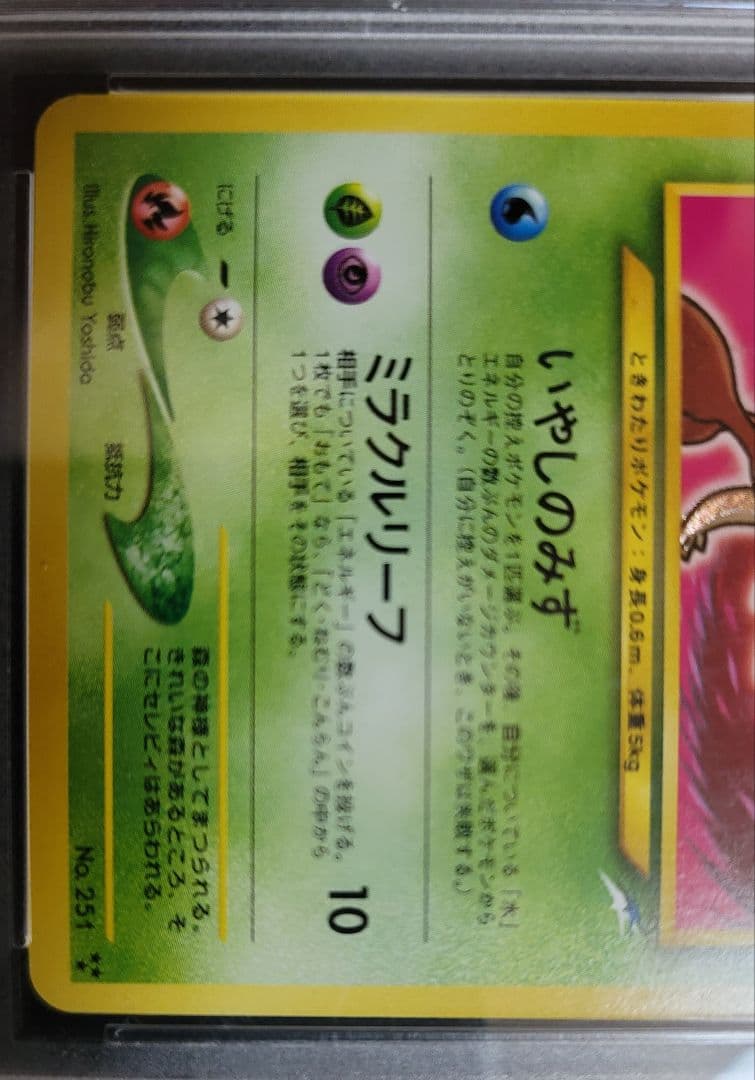 ときわたりポケモン：身長0.6m、体重5kg
いやしのみず
自分の控えポケモンを1匹選ぶ。その後、自分についている「水」
エネルギーの数ぶんのダメージカウンターを、選んだポケモンから
とりのぞく。（自分に控えがいないとき、このワザは失敗する。）
ミラクルリーフ
10
相手についている「エネルギー」の数ぶんコインを投げる。
1枚でも「おもて」なら、「どく・ねむり・こんらん」の中から
1つを選び、相手をその状態にする。
にげる
弱点
抵抗力
森の神様としてまつられる。
きれいな森があるところ、そ
こにセレビィはあらわれる。
Illus. Hironobu Yoshida
No.251